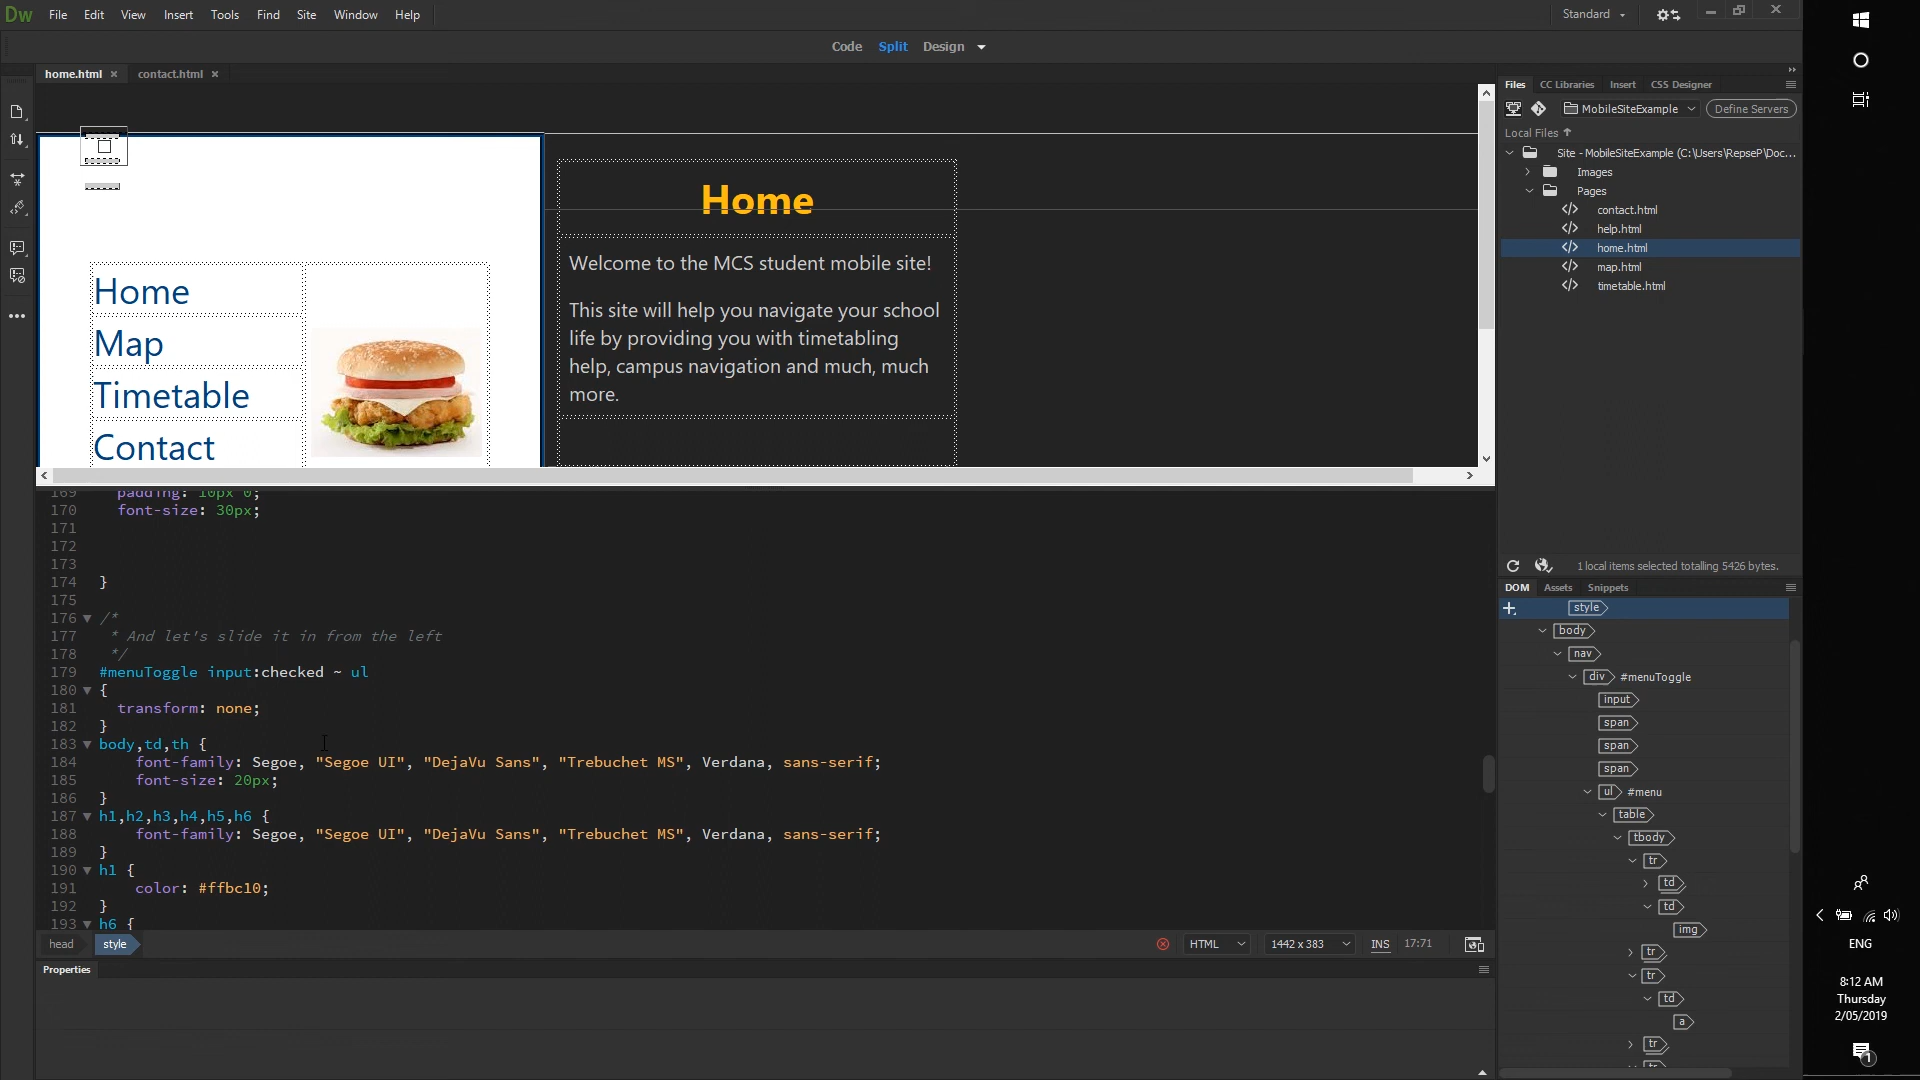 Dw File Edit View Insert Tools Find Site Window Help Standard
Code Split Design
home.html × contact.html ×
Home
Map
Timetable
Contact
Home
Welcome to the MCS student mobile site!
This site will help you navigate your school
life by providing you with timetabling
help, campus navigation and much, much
more.
169 padding: 10px 0;
170 font-size: 30px;
171
172
173
174 }
175
176 /*
177 * And let's slide it in from the left
178 */
179 #menuToggle input:checked ~ ul
180 {
181 transform: none;
182 }
183 body,td,th {
184 font-family: Segoe, "Segoe UI", "DejaVu Sans", "Trebuchet MS", Verdana, sans-serif;
185 font-size: 20px;
186 }
187 h1,h2,h3,h4,h5,h6 {
188 font-family: Segoe, "Segoe UI", "DejaVu Sans", "Trebuchet MS", Verdana, sans-serif;
189 }
190 h1 {
191 color: #ffbc10;
192 }
193 h6 {
head style HTML 1442 x 383 INS 17:71
Properties
Files CC Libraries Insert CSS Designer
MobileSiteExample Define Servers
Local Files
Site - MobileSiteExample (C:\Users\RepseP\Doc...
Images
Pages
contact.html
help.html
home.html
map.html
timetable.html
1 local items selected totalling 5426 bytes.
DOM Assets Snippets
style
body
nav
div #menuToggle
input
span
span
span
ul #menu
table
tbody
tr
td
td
img
tr
tr
td
a
tr
ENG
8:12 AM
Thursday
2/05/2019
1